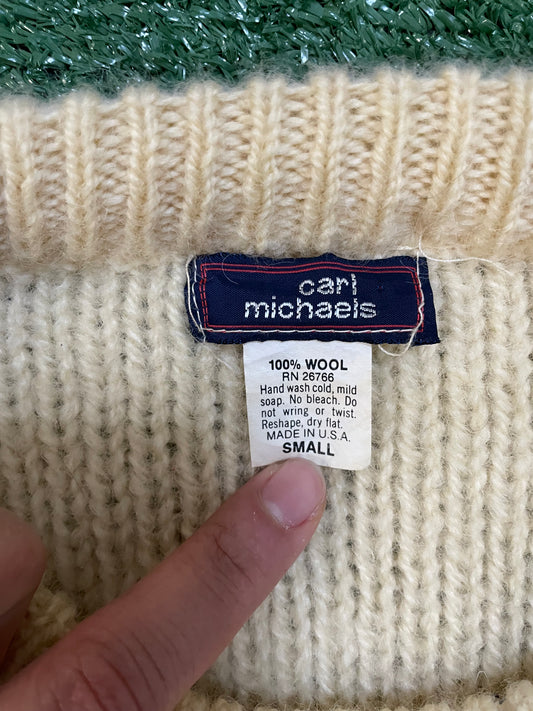 carl
michaels
100% WOOL
RN 26766
Hand wash cold, mild
soap. No bleach. Do
not wring or twist.
Reshape, dry flat.
MADE IN U.S.A.
SMALL